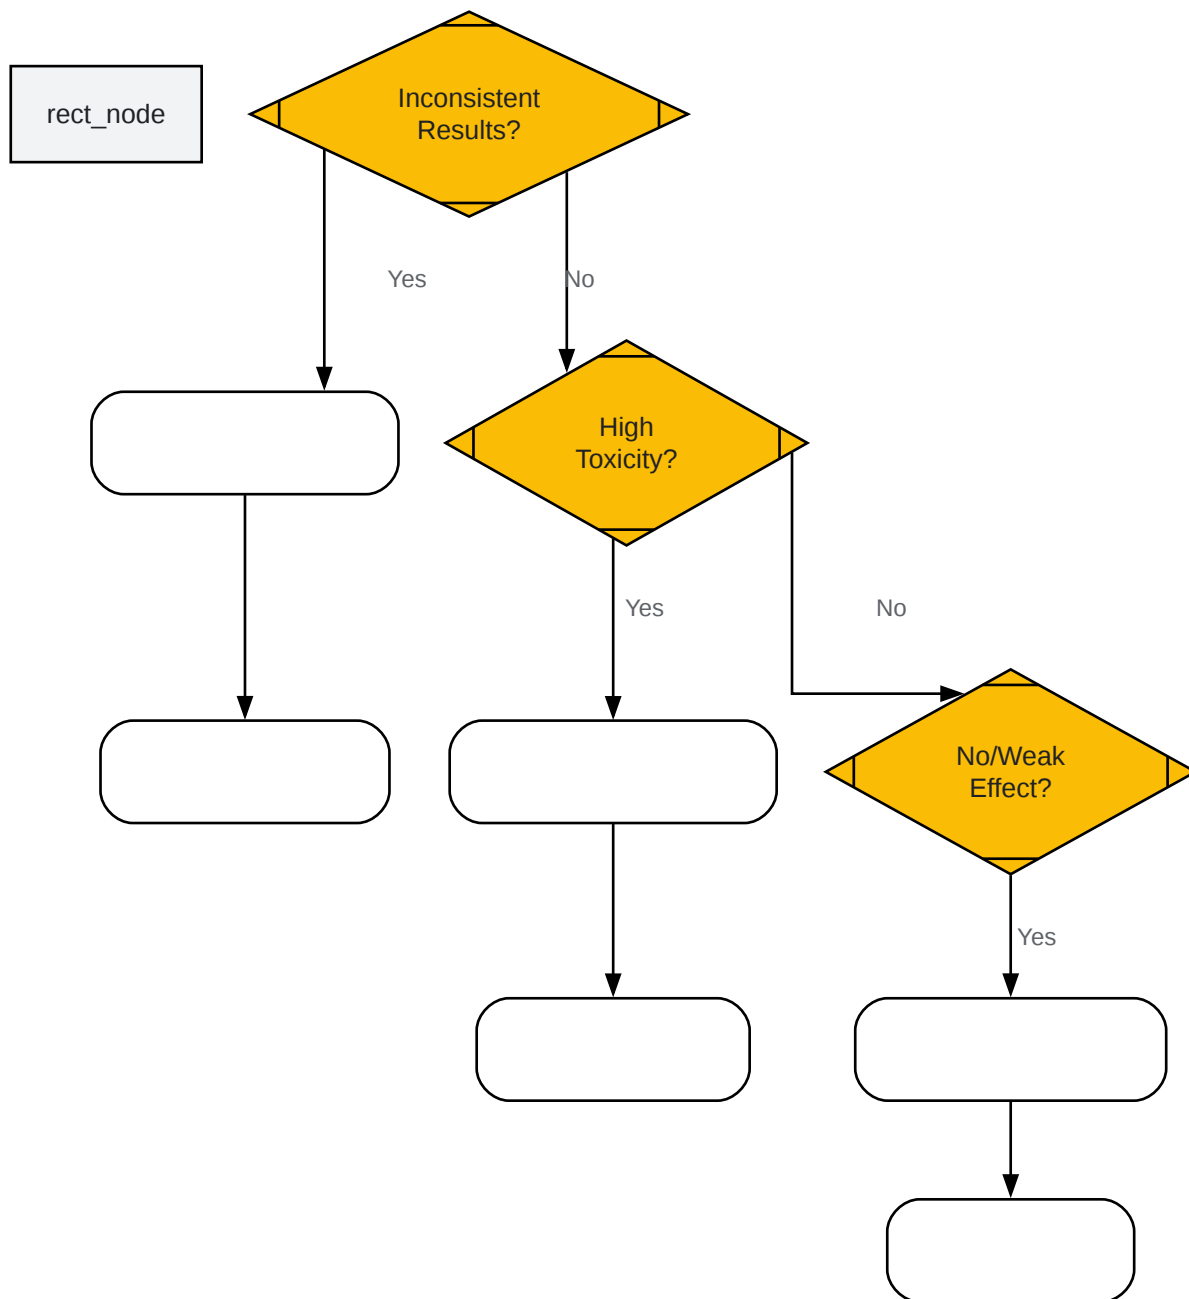 rect_node
Inconsistent
Results?
Yes
No
High
Toxicity?
Yes
No
No/Weak
Effect?
Yes